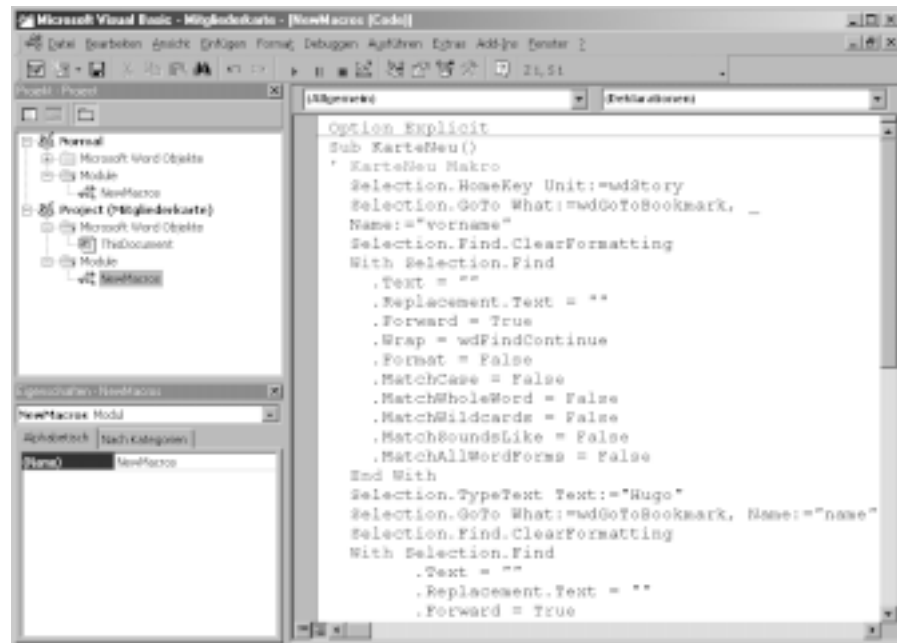 Microsoft Visual Basic - Mitgliederkarte - [NewMacros (Code)]
Datei Bearbeiten Ansicht Einfügen Format Debuggen Ausführen Extras Add-Ins Fenster ?
Z 1, S 1
Projekt - Project
Normal
Microsoft Word Objekte
Module
NewMacros
Project (Mitgliederkarte)
Microsoft Word Objekte
ThisDocument
Module
NewMacros
Eigenschaften - NewMacros
NewMacros Modul
Alphabetisch Nach Kategorien
(Name) NewMacros
(Allgemein) (Deklarationen)
Option Explicit
Sub KarteNeu()
' KarteNeu Makro
Selection.HomeKey Unit:=wdStory
Selection.GoTo What:=wdGoToBookmark, _
Name:="vorname"
Selection.Find.ClearFormatting
With Selection.Find
.Text = ""
.Replacement.Text = ""
.Forward = True
.Wrap = wdFindContinue
.Format = False
.MatchCase = False
.MatchWholeWord = False
.MatchWildcards = False
.MatchSoundsLike = False
.MatchAllWordForms = False
End With
Selection.TypeText Text:="Hugo"
Selection.GoTo What:=wdGoToBookmark, Name:="name"
Selection.Find.ClearFormatting
With Selection.Find
.Text = ""
.Replacement.Text = ""
.Forward = True